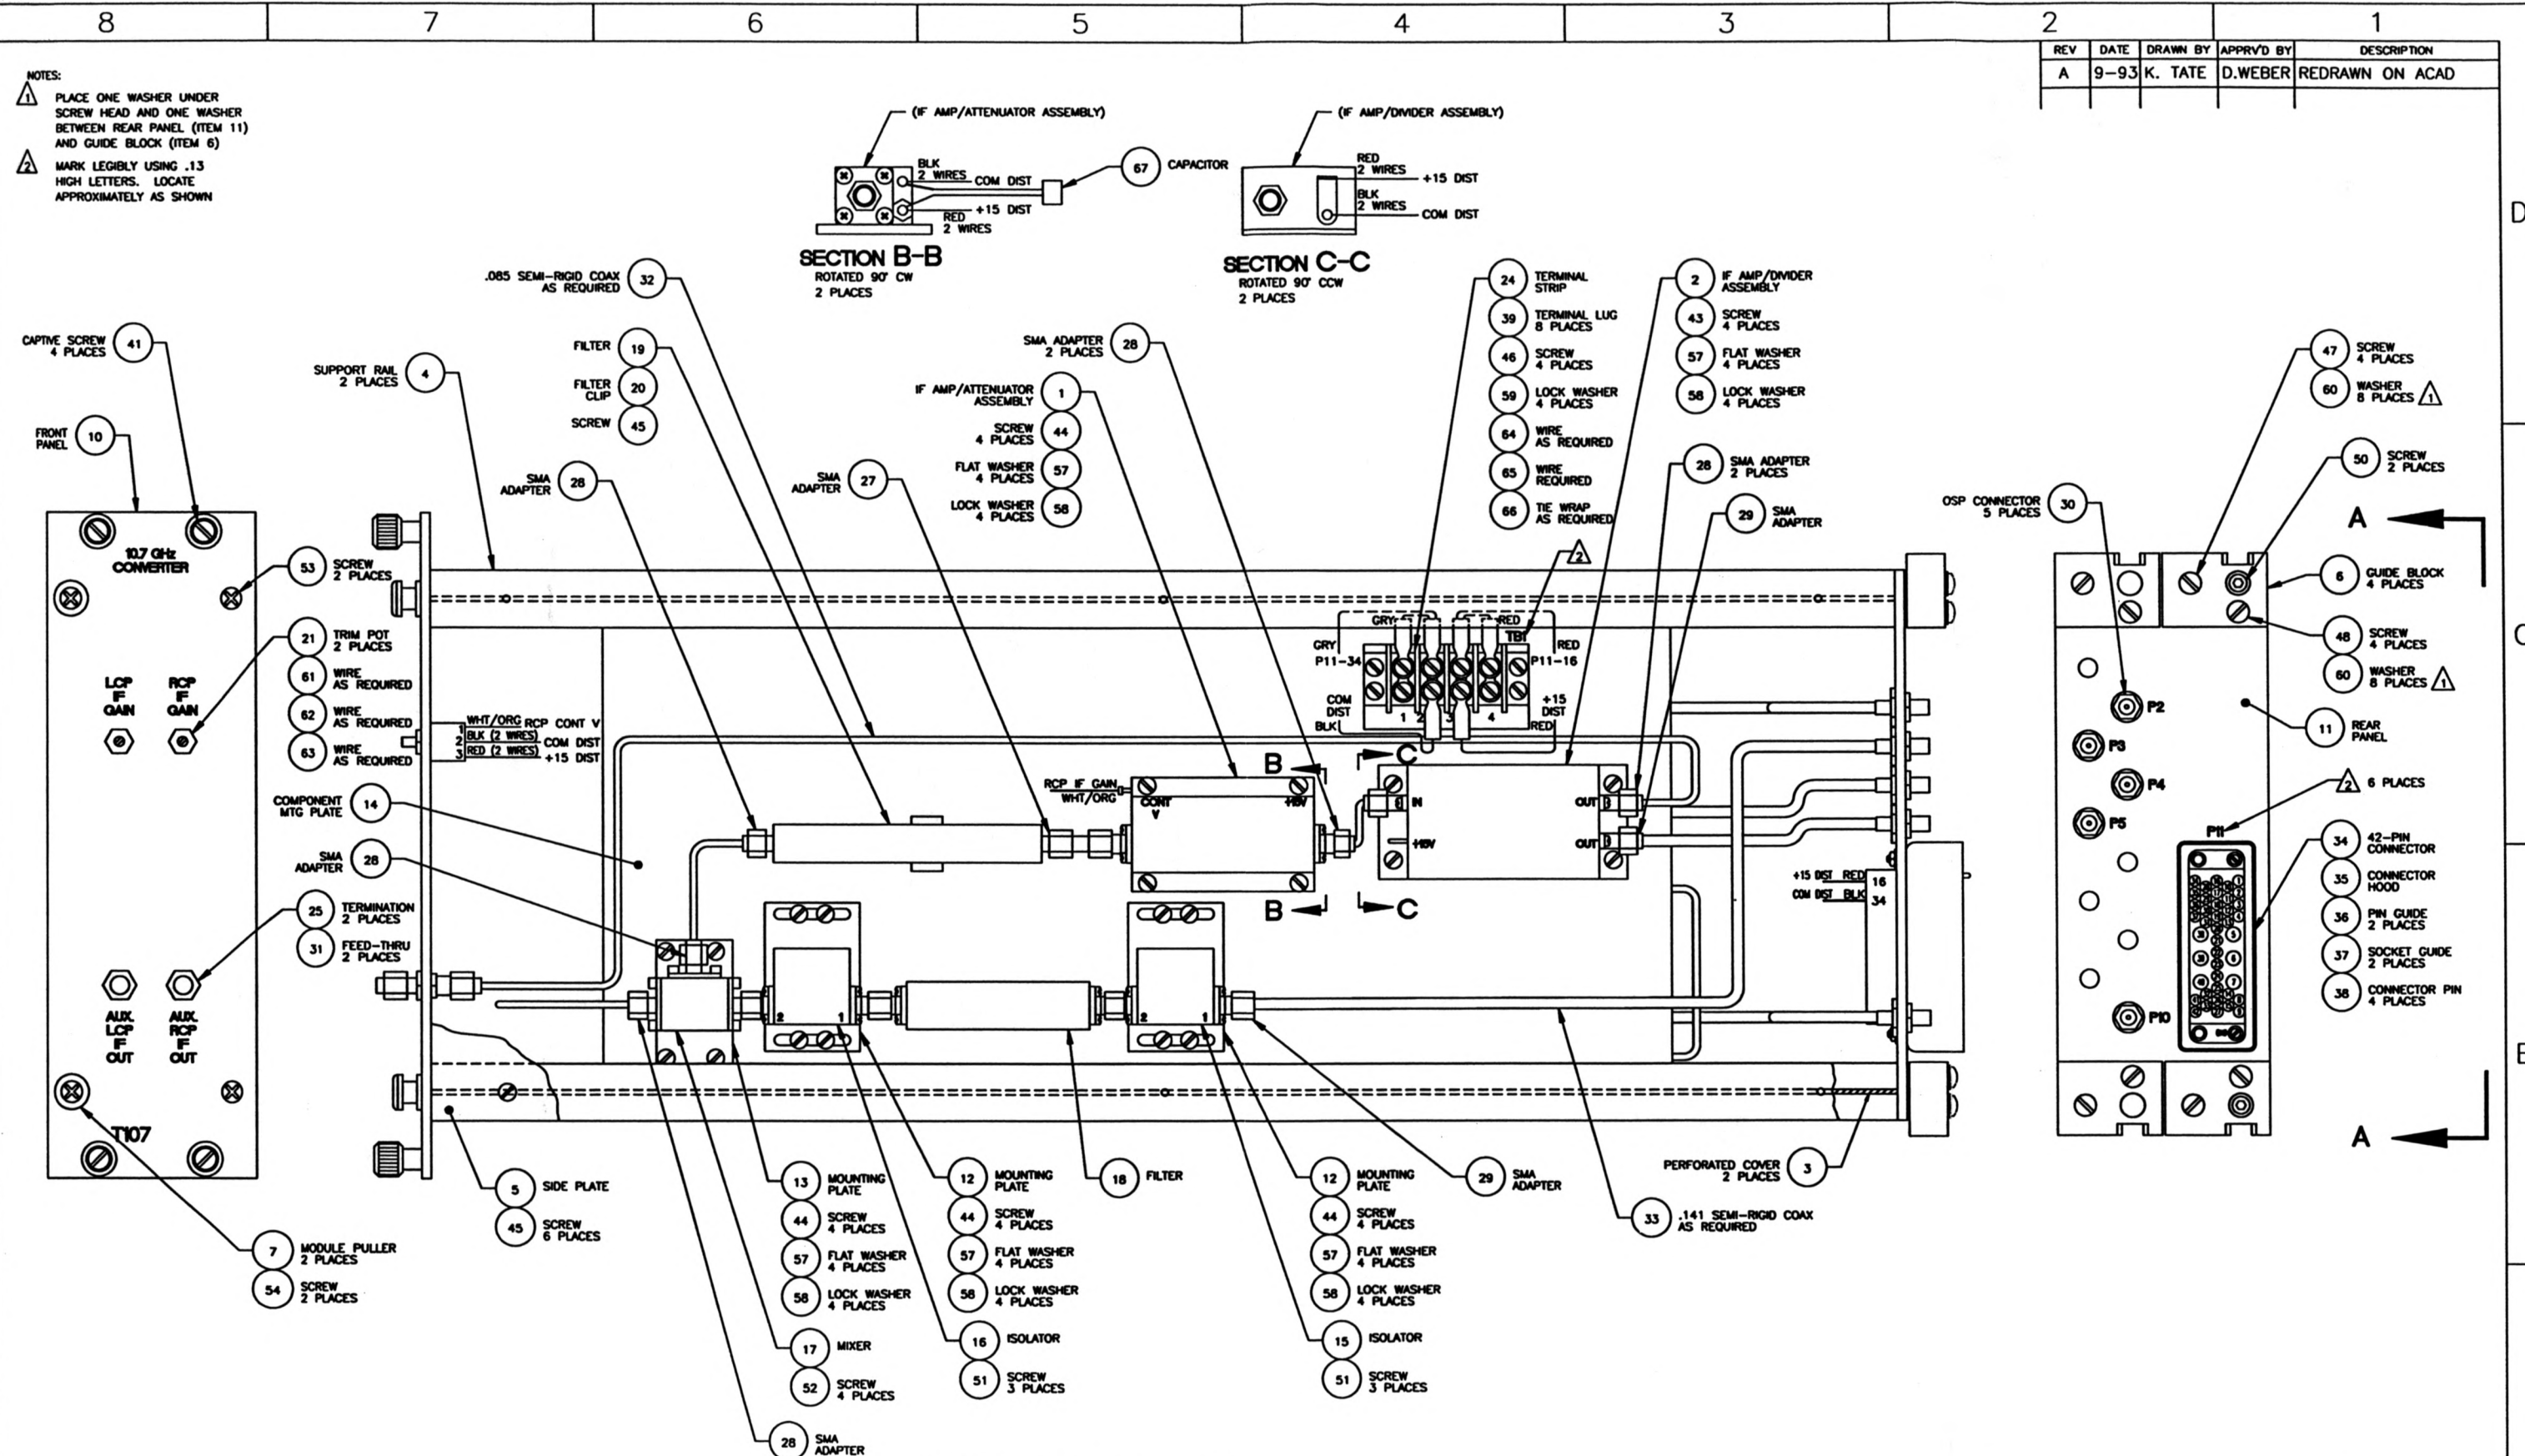 8 7 6 5 4 3 2 1
REV DATE DRAWN BY APPRV'D BY DESCRIPTION
A 9-93 K. TATE D.WEBER REDRAWN ON ACAD
NOTES:
1 PLACE ONE WASHER UNDER
SCREW HEAD AND ONE WASHER
BETWEEN REAR PANEL (ITEM 11)
AND GUIDE BLOCK (ITEM 6)
2 MARK LEGIBLY USING .13
HIGH LETTERS. LOCATE
APPROXIMATELY AS SHOWN
(IF AMP/ATTENUATOR ASSEMBLY)
BLK
2 WIRES
COM DIST
+15 DIST
RED
2 WIRES
67 CAPACITOR
SECTION B-B
ROTATED 90° CW
2 PLACES
(IF AMP/DIVIDER ASSEMBLY)
RED
2 WIRES
+15 DIST
BLK
2 WIRES
COM DIST
SECTION C-C
ROTATED 90° CCW
2 PLACES
D
CAPTIVE SCREW
4 PLACES
41
FRONT
PANEL
10
10.7 GHz
CONVERTER
LCP
IF
GAIN
RCP
IF
GAIN
AUX.
LCP
IF
OUT
AUX.
RCP
IF
OUT
T107
53 SCREW
2 PLACES
21 TRIM POT
2 PLACES
61 WIRE
AS REQUIRED
62 WIRE
AS REQUIRED
63 WIRE
AS REQUIRED
25 TERMINATION
2 PLACES
31 FEED-THRU
2 PLACES
7 MODULE PULLER
2 PLACES
54 SCREW
2 PLACES
SUPPORT RAIL
2 PLACES
4
.085 SEMI-RIGID COAX
AS REQUIRED
32
FILTER 19
FILTER
CLIP
20
SCREW 45
SMA
ADAPTER
28
SMA
ADAPTER
27
SMA ADAPTER
2 PLACES
28
IF AMP/ATTENUATOR
ASSEMBLY
1
SCREW
4 PLACES
44
FLAT WASHER
4 PLACES
57
LOCK WASHER
4 PLACES
58
24 TERMINAL
STRIP
39 TERMINAL LUG
8 PLACES
46 SCREW
4 PLACES
59 LOCK WASHER
4 PLACES
64 WIRE
AS REQUIRED
65 WIRE
REQUIRED
66 TIE WRAP
AS REQUIRED
2
2 IF AMP/DIVIDER
ASSEMBLY
43 SCREW
4 PLACES
57 FLAT WASHER
4 PLACES
58 LOCK WASHER
4 PLACES
28 SMA ADAPTER
2 PLACES
29 SMA
ADAPTER
1 WHT/ORG RCP CONT V
2 BLK (2 WIRES) COM DIST
3 RED (2 WIRES) +15 DIST
COMPONENT
MTG PLATE
14
SMA
ADAPTER
28
RCP IF GAIN
WHT/ORG
CONT
V
+15V
B
B
C
C
GRY
RED
TB1
GRY
P11-34
RED
P11-16
COM
DIST
BLK
1 2 3 4
+15
DIST
RED
IN
+15V
OUT
OUT
+15 DIST RED 16
COM DIST BLK 34
2 1
2 1
5 SIDE PLATE
45 SCREW
6 PLACES
13 MOUNTING
PLATE
44 SCREW
4 PLACES
57 FLAT WASHER
4 PLACES
58 LOCK WASHER
4 PLACES
17 MIXER
52 SCREW
4 PLACES
28 SMA
ADAPTER
12 MOUNTING
PLATE
44 SCREW
4 PLACES
57 FLAT WASHER
4 PLACES
58 LOCK WASHER
4 PLACES
16 ISOLATOR
51 SCREW
3 PLACES
18 FILTER
12 MOUNTING
PLATE
44 SCREW
4 PLACES
57 FLAT WASHER
4 PLACES
58 LOCK WASHER
4 PLACES
15 ISOLATOR
51 SCREW
3 PLACES
29 SMA
ADAPTER
33 .141 SEMI-RIGID COAX
AS REQUIRED
PERFORATED COVER
2 PLACES
3
OSP CONNECTOR
5 PLACES
30
47 SCREW
4 PLACES
60 WASHER
8 PLACES 1
50 SCREW
2 PLACES
A
6 GUIDE BLOCK
4 PLACES
48 SCREW
4 PLACES
60 WASHER
8 PLACES 1
11 REAR
PANEL
2 6 PLACES
P2
P3
P4
P5
P11
P10
34 42-PIN
CONNECTOR
35 CONNECTOR
HOOD
36 PIN GUIDE
2 PLACES
37 SOCKET GUIDE
2 PLACES
38 CONNECTOR PIN
4 PLACES
A